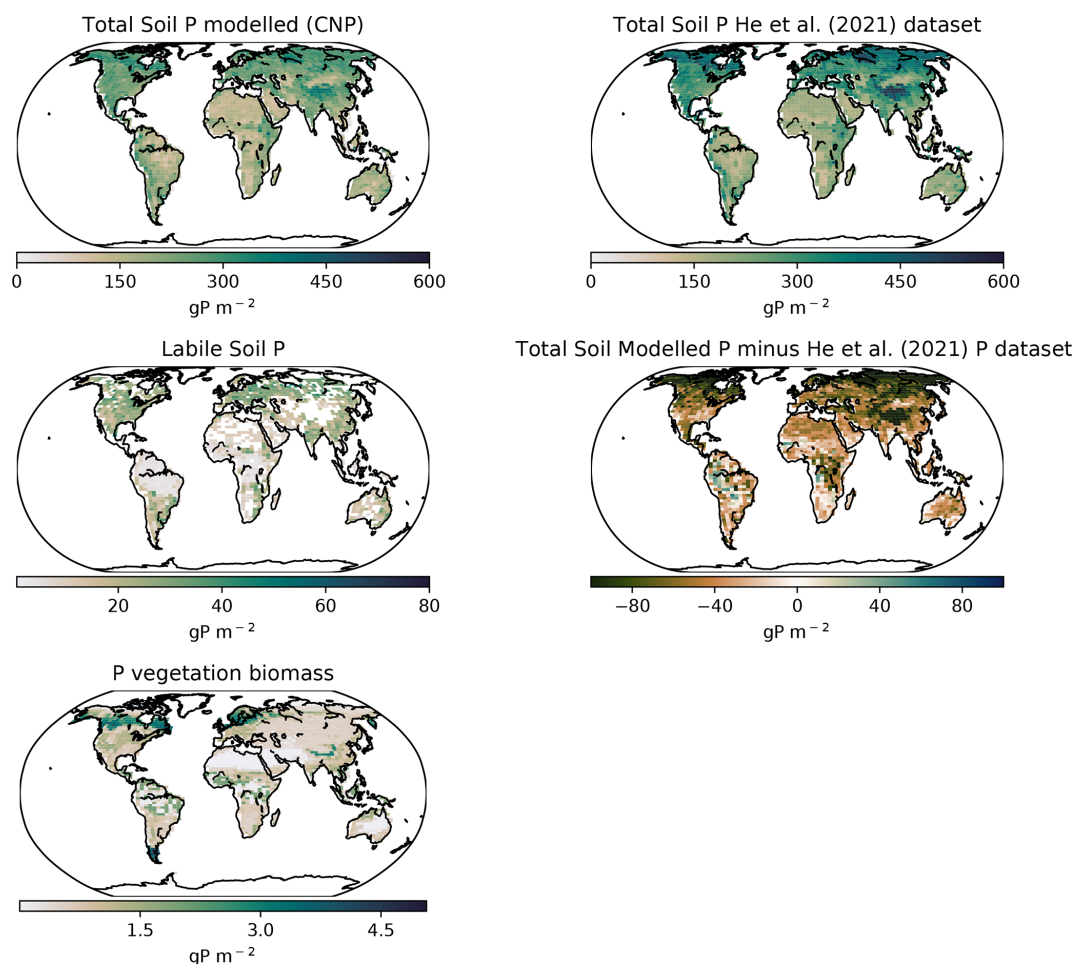 Total Soil P modelled (CNP)
0 150 300 450 600
gP m⁻²
Total Soil P He et al. (2021) dataset
0 150 300 450 600
gP m⁻²
Labile Soil P
20 40 60 80
gP m⁻²
Total Soil Modelled P minus He et al. (2021) P dataset
−80 −40 0 40 80
gP m⁻²
P vegetation biomass
1.5 3.0 4.5
gP m⁻²